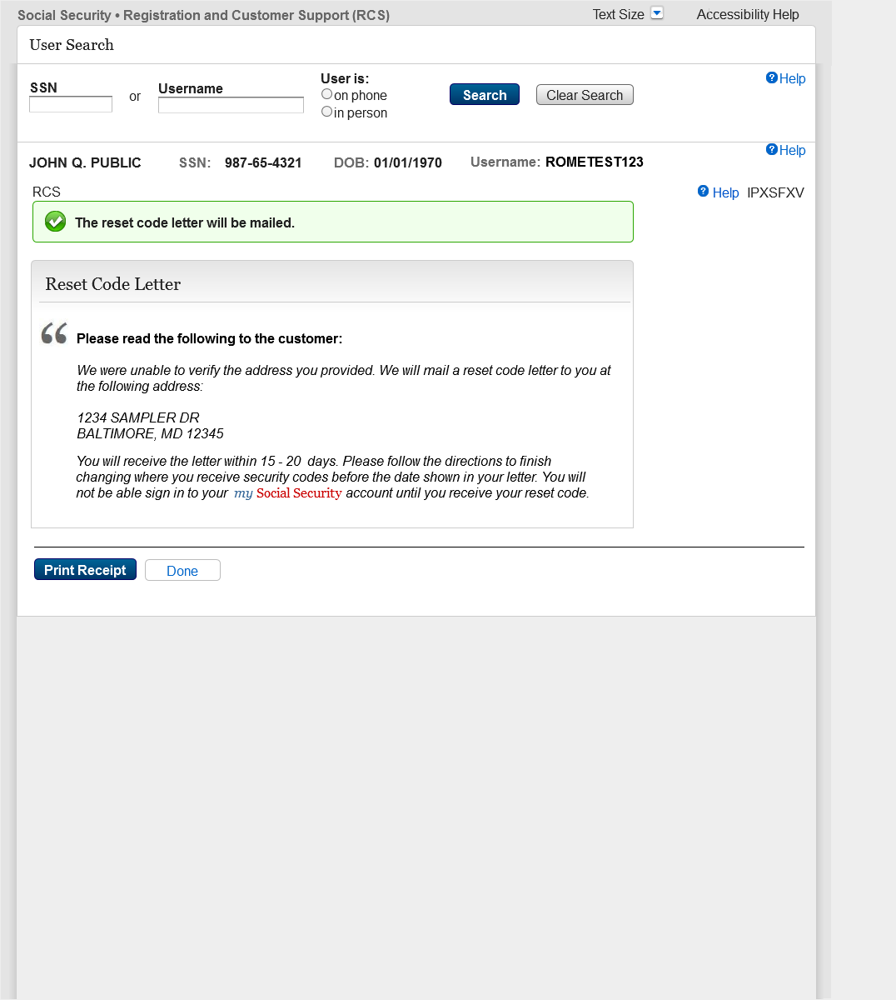 Social Security • Registration and Customer Support (RCS)
Text Size
Accessibility Help
User Search
SSN
or
Username
User is:
on phone
in person
Search
Clear Search
Help
JOHN Q. PUBLIC
SSN: 987-65-4321
DOB: 01/01/1970
Username: ROMETEST123
Help
RCS
Help IPXSFXV
The reset code letter will be mailed.
Reset Code Letter
“ Please read the following to the customer:
We were unable to verify the address you provided. We will mail a reset code letter to you at
the following address:
1234 SAMPLER DR
BALTIMORE, MD 12345
You will receive the letter within 15 - 20 days. Please follow the directions to finish
changing where you receive security codes before the date shown in your letter. You will
not be able sign in to your my Social Security account until you receive your reset code.
Print Receipt
Done